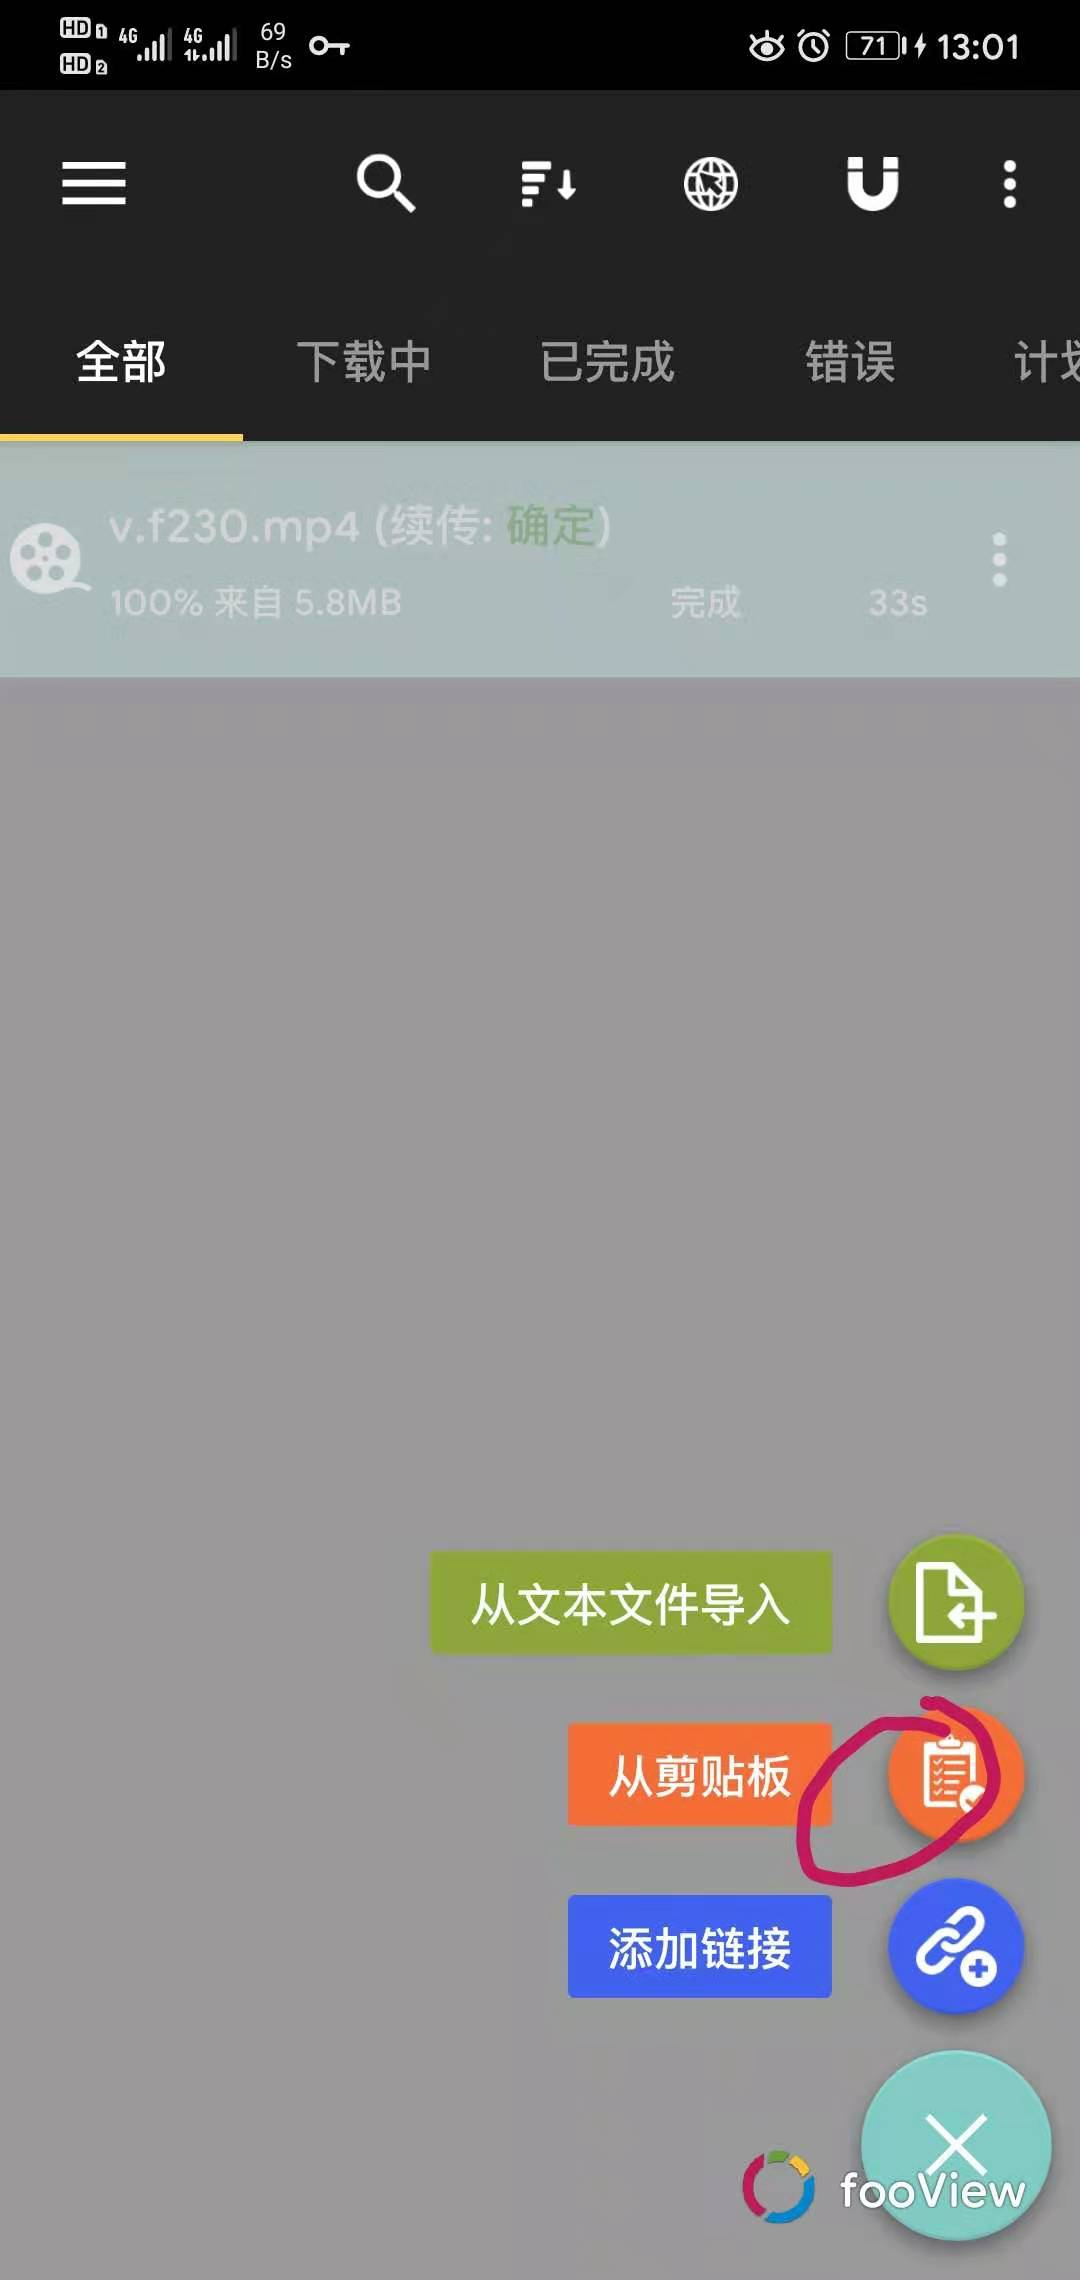 HD 1 4G 4G 69 71 13:01
HD 2 B/s
全部 下载中 已完成 错误 计划
v.f230.mp4 (续传: 确定)
100% 来自 5.8MB 完成 33s
从文本文件导入
从剪贴板
添加链接
fooView